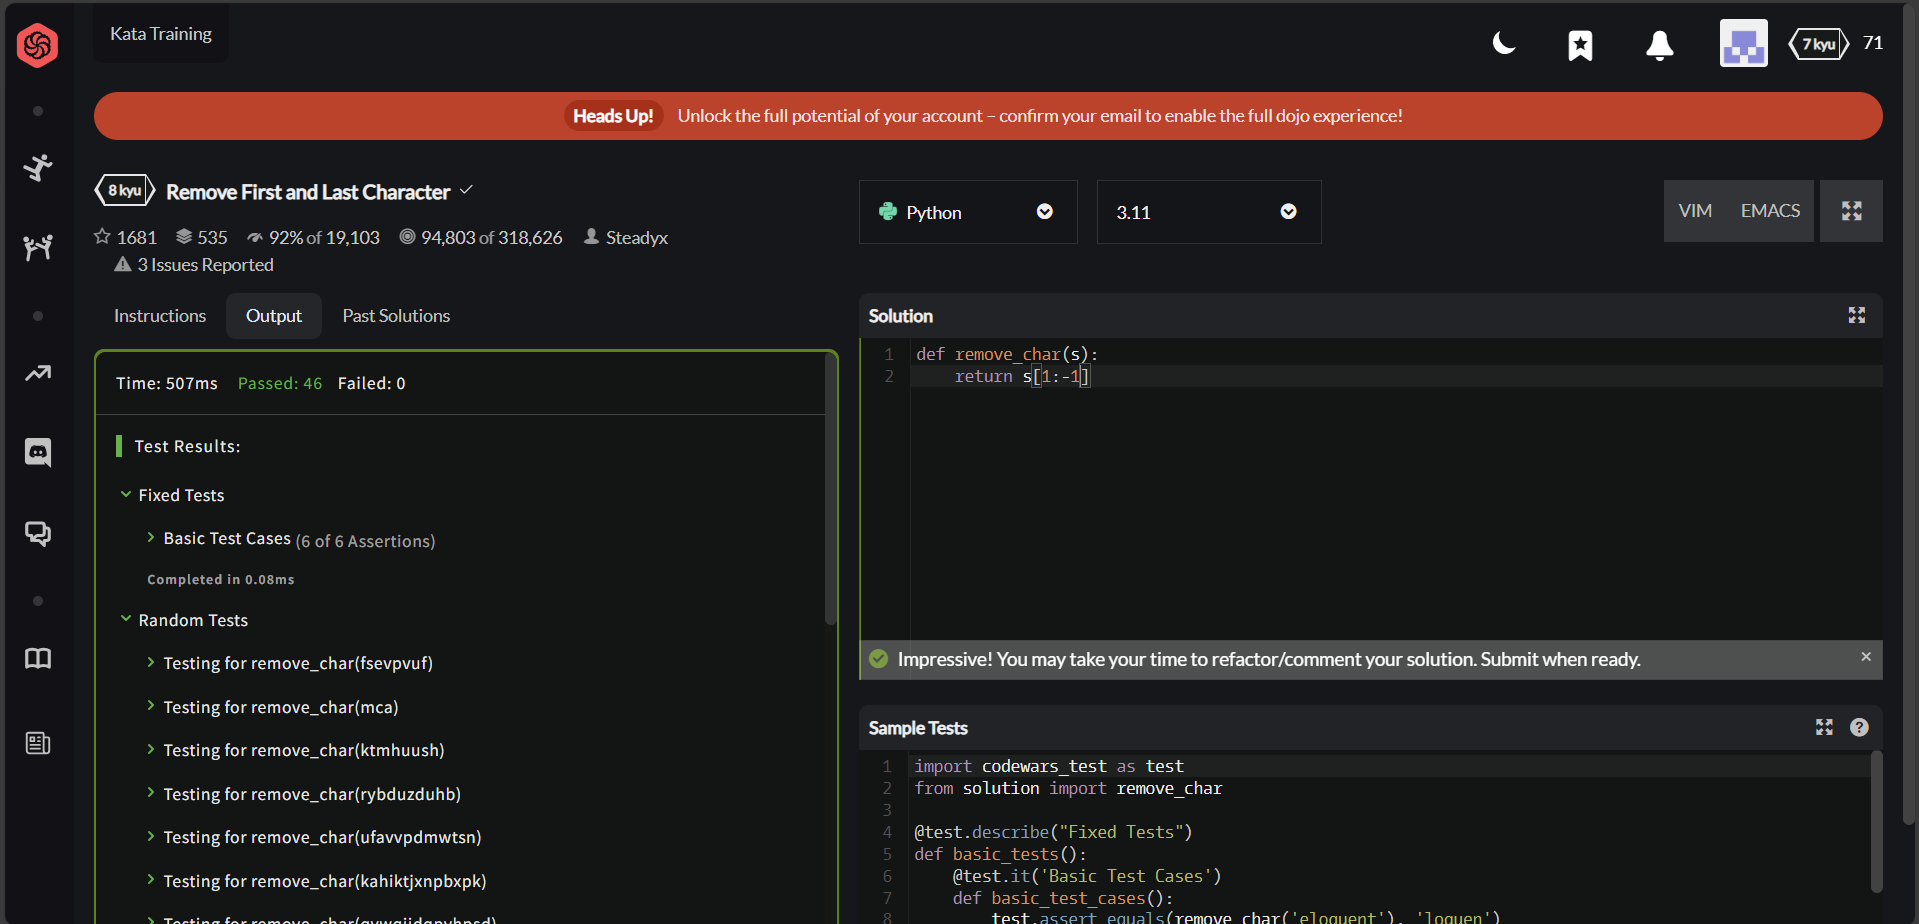 Kata Training
7 kyu 71
Heads Up! Unlock the full potential of your account – confirm your email to enable the full dojo experience!
8 kyu Remove First and Last Character
1681 535 92% of 19,103 94,803 of 318,626 Steadyx
3 Issues Reported
Python 3.11 VIM EMACS
Instructions Output Past Solutions
Time: 507ms Passed: 46 Failed: 0
Test Results:
Fixed Tests
Basic Test Cases (6 of 6 Assertions)
Completed in 0.08ms
Random Tests
Testing for remove_char(fsevpvuf)
Testing for remove_char(mca)
Testing for remove_char(ktmhuush)
Testing for remove_char(rybduzduhb)
Testing for remove_char(ufavvpdmwtsn)
Testing for remove_char(kahiktjxnpbxpk)
Solution
1 def remove_char(s):
2     return s[1:-1]
Impressive! You may take your time to refactor/comment your solution. Submit when ready.
Sample Tests
1 import codewars_test as test
2 from solution import remove_char
3
4 @test.describe("Fixed Tests")
5 def basic_tests():
6     @test.it('Basic Test Cases')
7     def basic_test_cases():
8         test.assert_equals(remove_char('eloquent'), 'loquen')